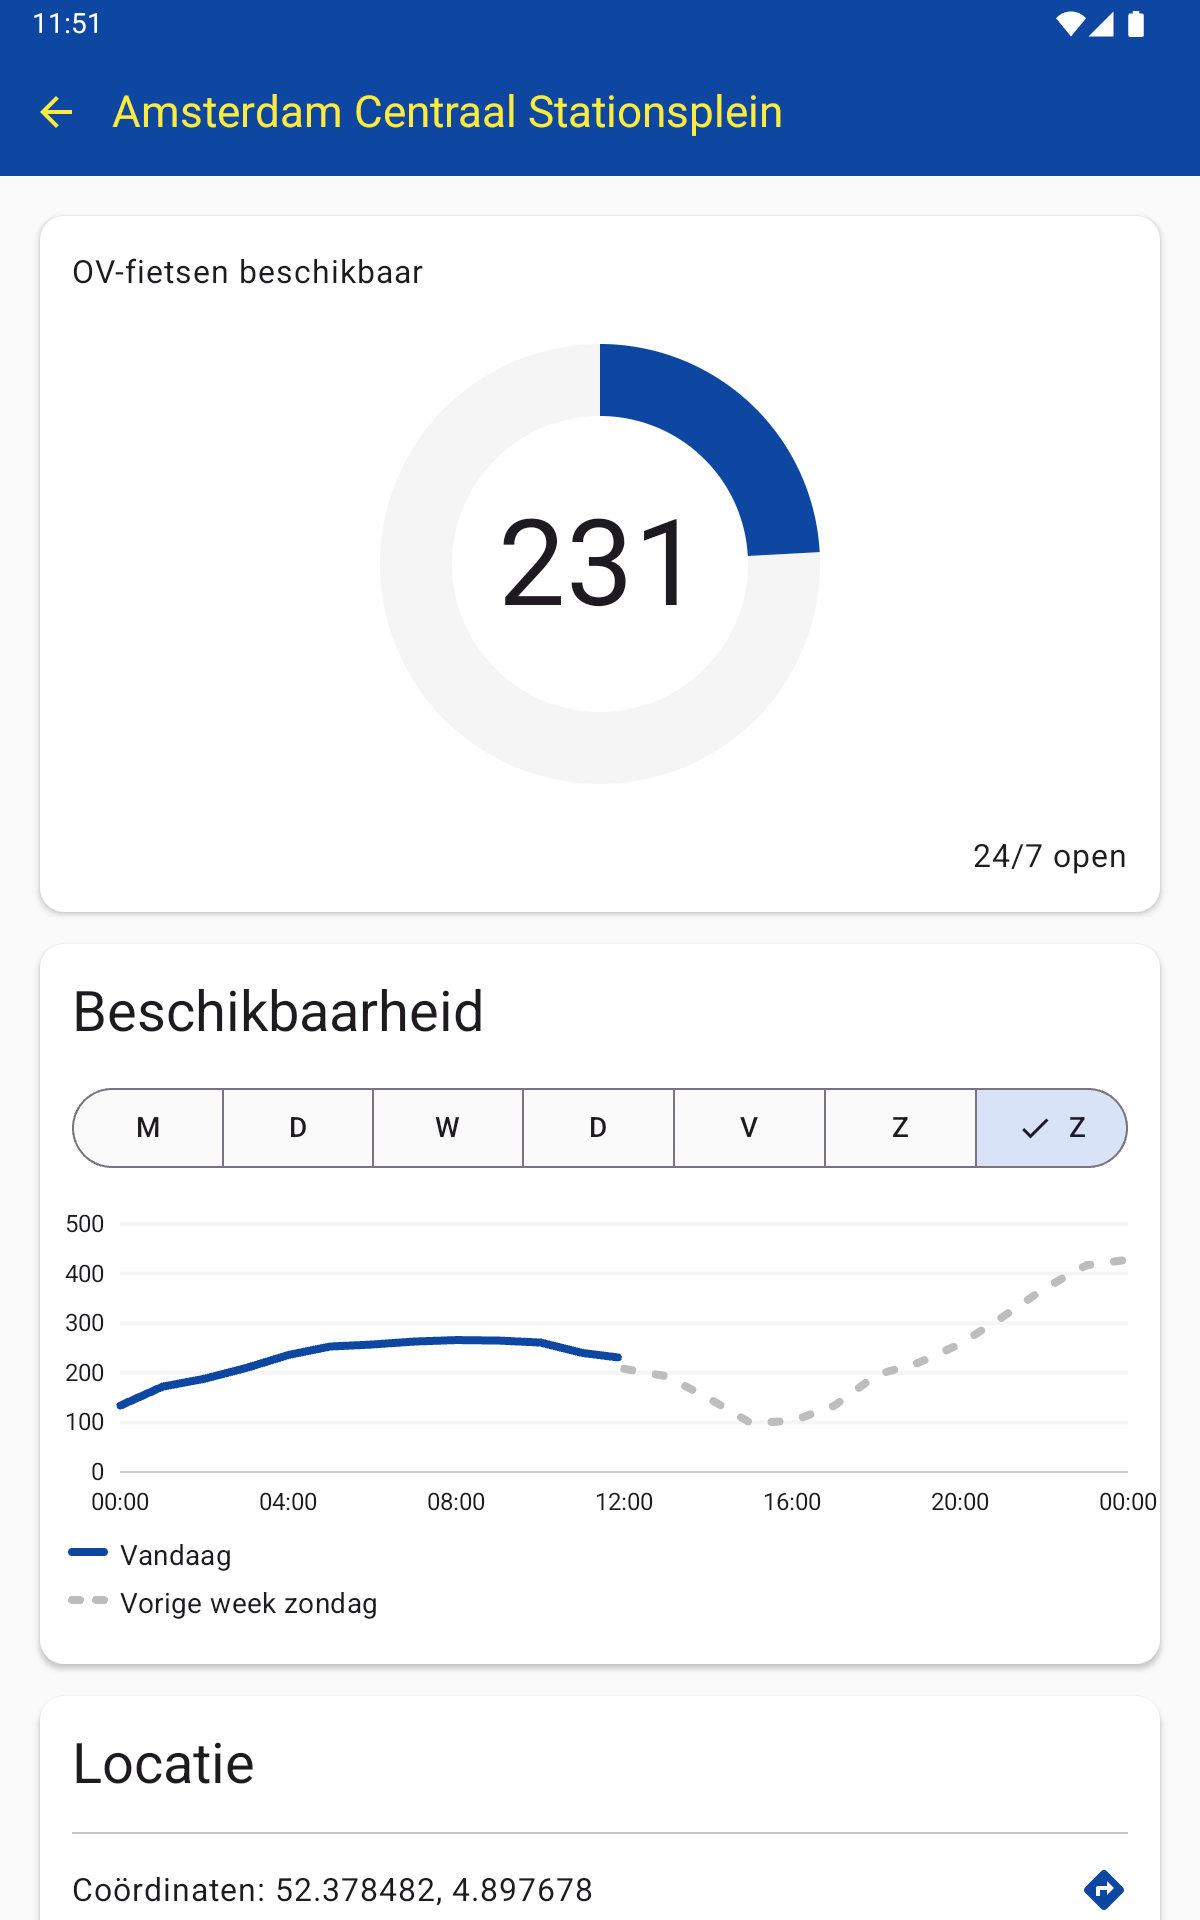 11:51
Amsterdam Centraal Stationsplein
OV-fietsen beschikbaar
231
24/7 open
Beschikbaarheid
M D W D V Z Z
500
400
300
200
100
0
00:00 04:00 08:00 12:00 16:00 20:00 00:00
Vandaag
Vorige week zondag
Locatie
Coördinaten: 52.378482, 4.897678